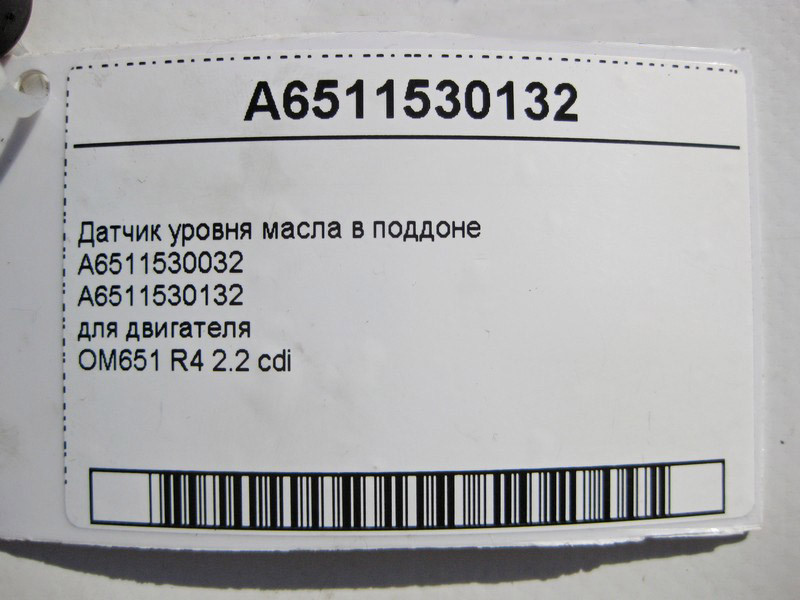 A6511530132
Датчик уровня масла в поддоне
A6511530032
A6511530132
для двигателя
OM651 R4 2.2 cdi